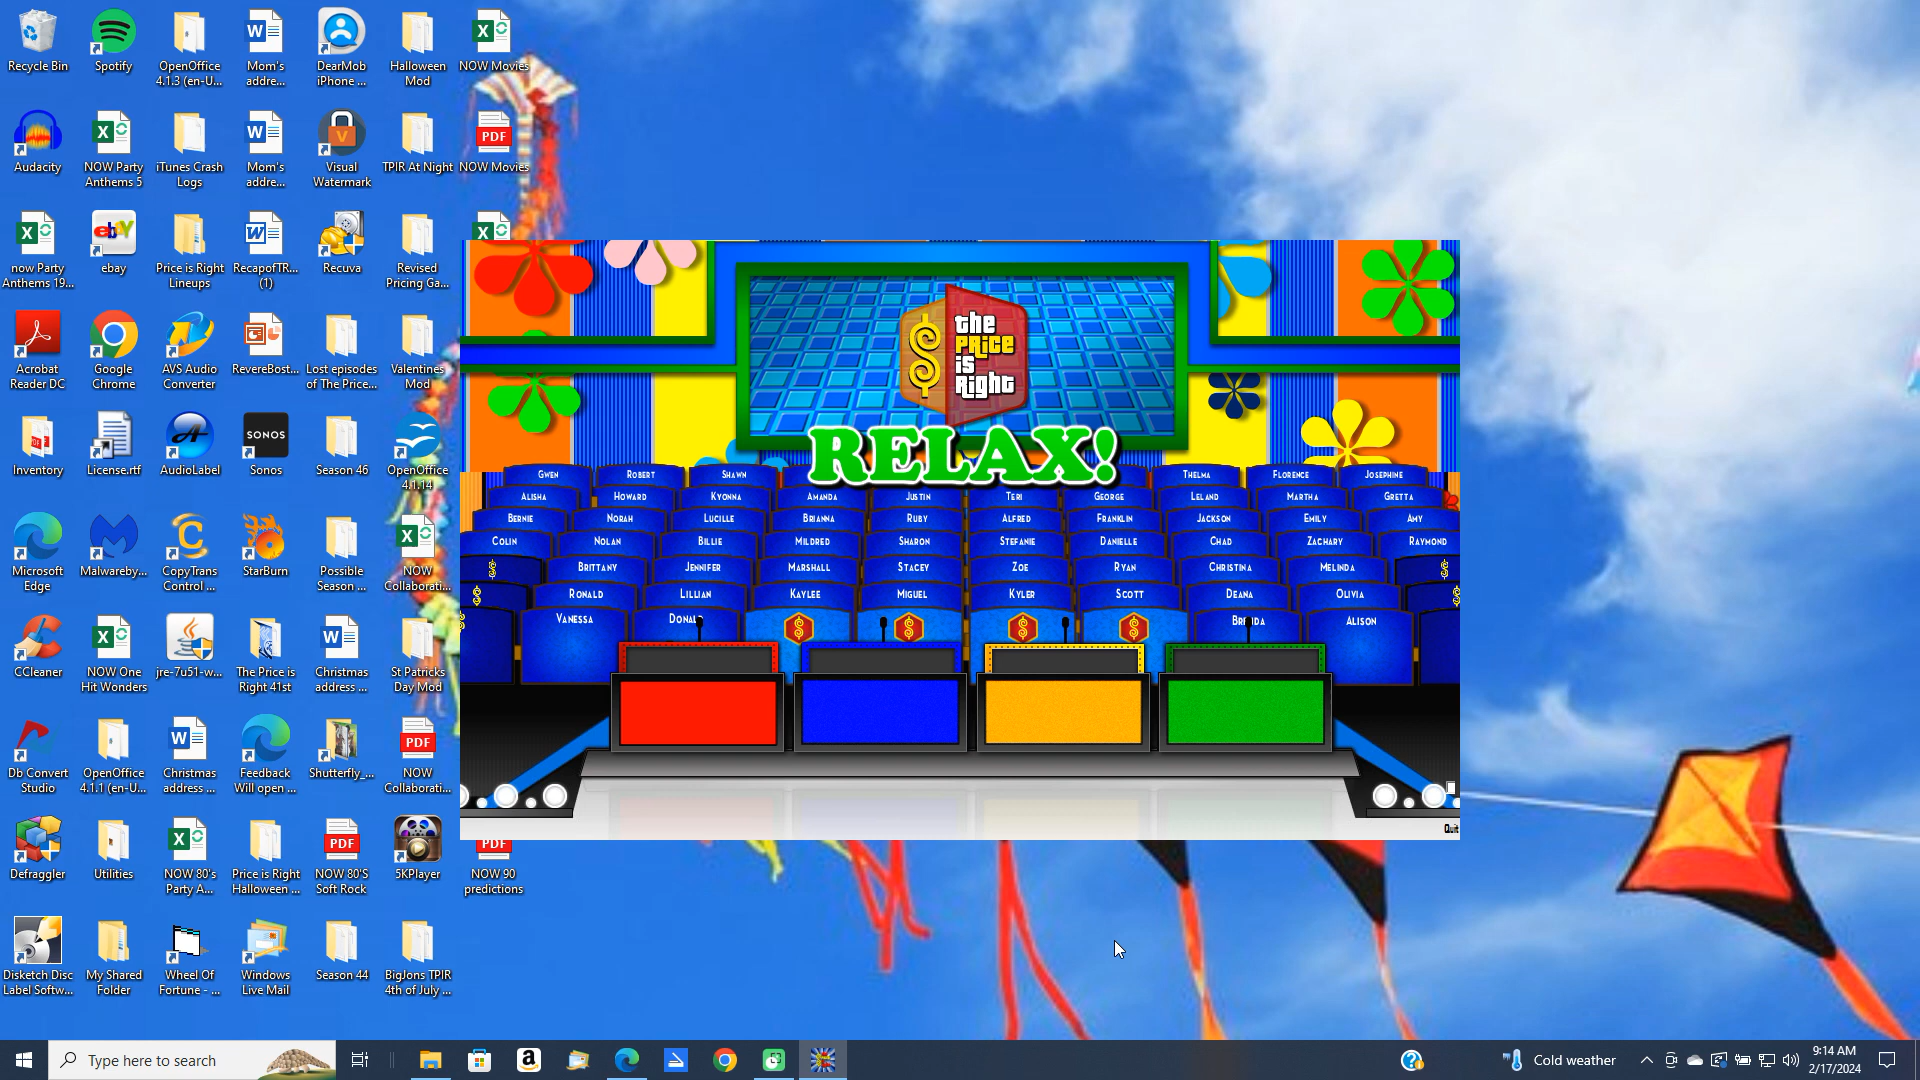 Recycle Bin
Spotify
OpenOffice
4.1.3 (en-U...
Mom's
addre...
DearMob
iPhone ...
Halloween
Mod
NOW Movies
Audacity
NOW Party
Anthems 5
iTunes Crash
Logs
Mom's
addre...
Visual
Watermark
TPIR At Night
PDF
NOW Movies
now Party
Anthems 19...
ebay
Price is Right
Lineups
RecapofTR...
(1)
Recuva
Revised
Pricing Ga...
Acrobat
Reader DC
Google
Chrome
AVS Audio
Converter
RevereBost...
Lost episodes
of The Price...
Valentines
Mod
Inventory
License.rtf
AudioLabel
SONOS
Sonos
Season 46
OpenOffice
4.1.14
Microsoft
Edge
Malwareby...
CopyTrans
Control ...
StarBurn
Possible
Season ...
NOW
Collaborati...
CCleaner
NOW One
Hit Wonders
jre-7u51-w...
The Price is
Right 41st
Christmas
address ...
St Patricks
Day Mod
Db Convert
Studio
OpenOffice
4.1.1 (en-U...
Christmas
address ...
Feedback
Will open ...
Shutterfly_...
PDF
NOW
Collaborati...
Defraggler
Utilities
NOW 80's
Party A...
Price is Right
Halloween ...
PDF
NOW 80'S
Soft Rock
5KPlayer
PDF
NOW 90
predictions
Disketch Disc
Label Softw...
My Shared
Folder
Wheel Of
Fortune - ...
Windows
Live Mail
Season 44
BigJons TPIR
4th of July ...
the
PRICE
is
Right
RELAX!
GWEN ROBERT SHAWN THELMA FLORENCE JOSEPHINE
ALISHA HOWARD KYONNA AMANDA JUSTIN TERI GEORGE LELAND MARTHA GRETTA
BERNIE NORAH LUCILLE BRIANNA RUBY ALFRED FRANKLIN JACKSON EMILY AMY
COLIN NOLAN BILLIE MILDRED SHARON STEFANIE DANIELLE CHAD ZACHARY RAYMOND
BRITTANY JENNIFER MARSHALL STACEY ZOE RYAN CHRISTINA MELINDA
RONALD LILLIAN KAYLEE MIGUEL KYLER SCOTT DEANA OLIVIA
VANESSA DONALD BRENDA ALISON
Quit
Type here to search
Cold weather
9:14 AM
2/17/2024